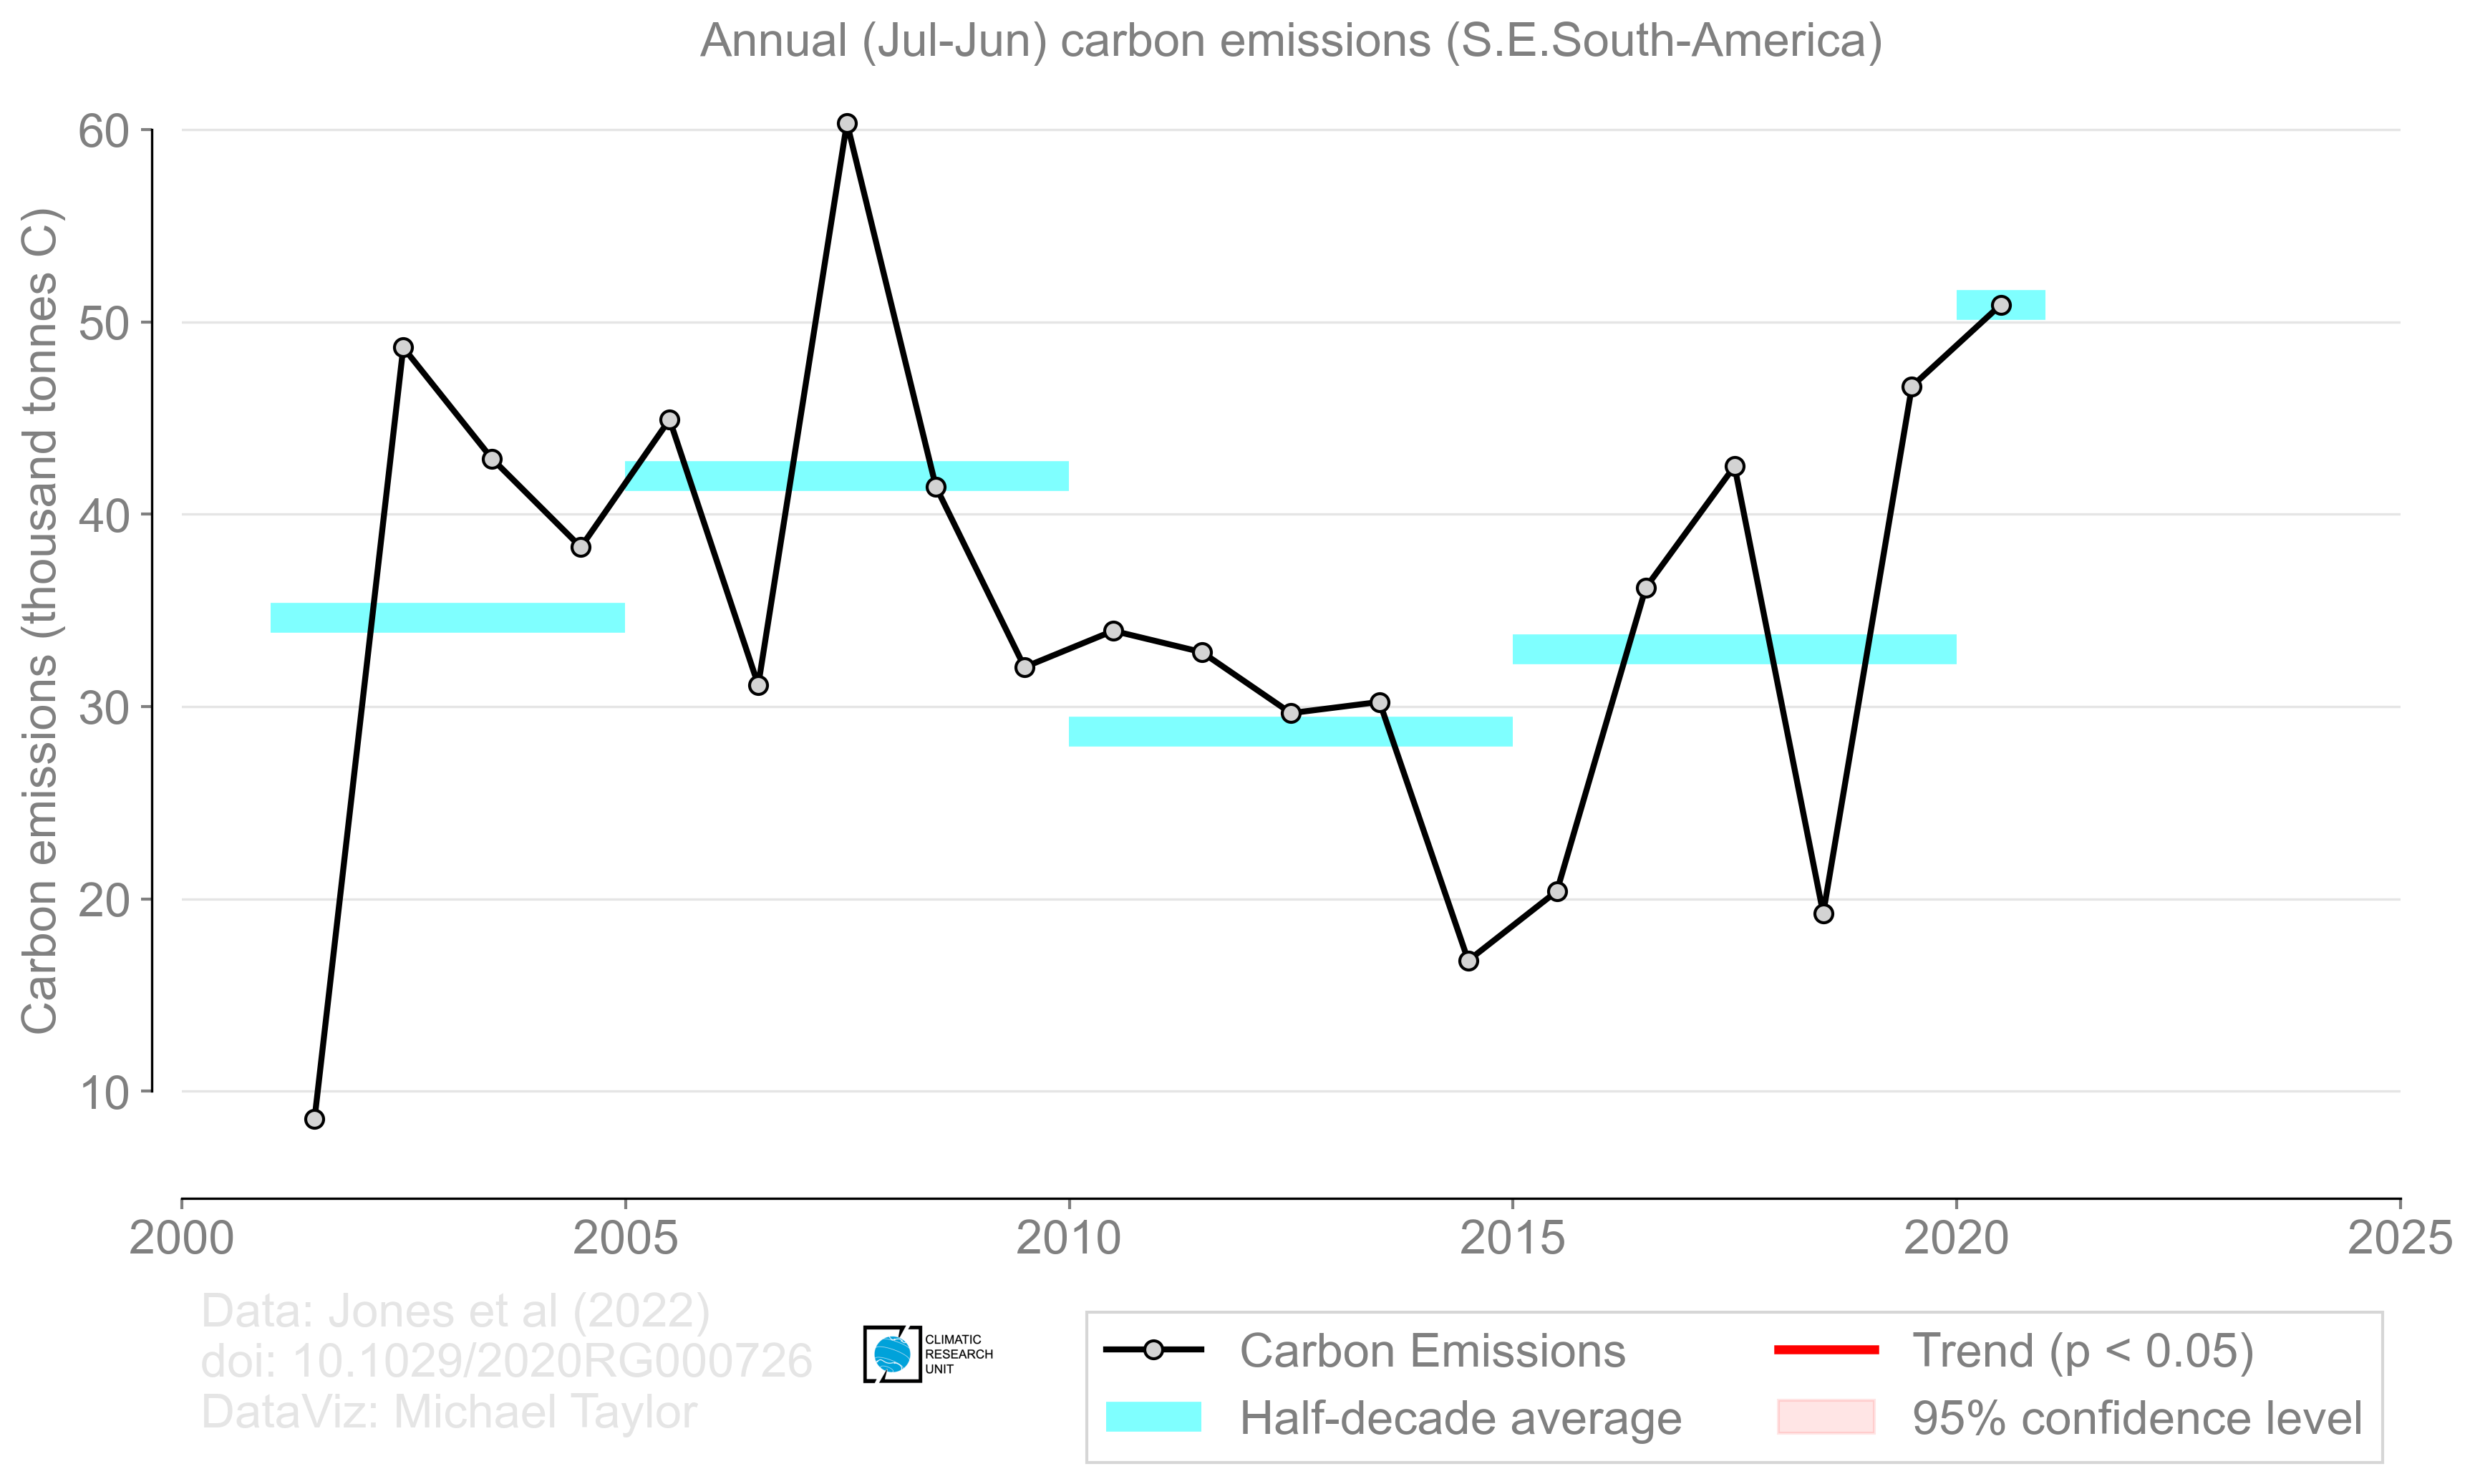 Annual (Jul-Jun) carbon emissions (S.E.South-America)
Carbon emissions (thousand tonnes C)
60
50
40
30
20
10
2000 2005 2010 2015 2020 2025
Data: Jones et al (2022)
doi: 10.1029/2020RG000726
DataViz: Michael Taylor
CLIMATIC
RESEARCH
UNIT
Carbon Emissions
Half-decade average
Trend (p < 0.05)
95% confidence level